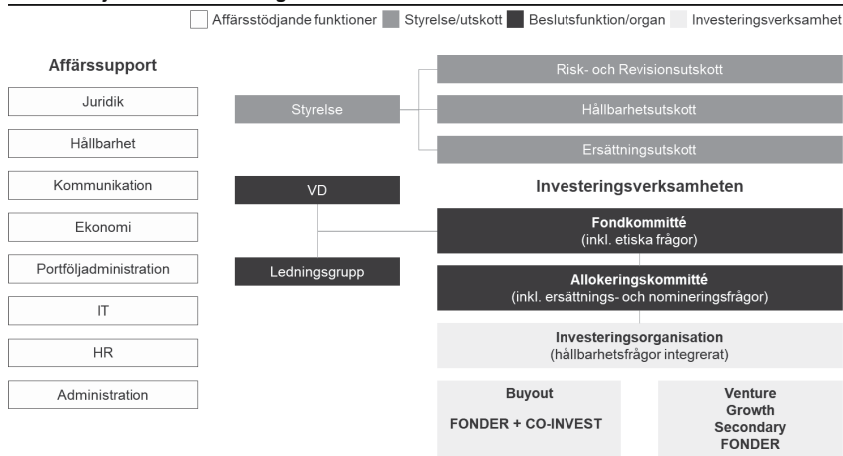 Affärsstödjande funktioner
Styrelse/utskott
Beslutsfunktion/organ
Investeringsverksamhet
Affärssupport
Juridik
Hållbarhet
Kommunikation
Ekonomi
Portföljadministration
IT
HR
Administration
Styrelse
Risk- och Revisionsutskott
Hållbarhetsutskott
Ersättningsutskott
VD
Ledningsgrupp
Investeringsverksamheten
Fondkommitté
(inkl. etiska frågor)
Allokeringskommitté
(inkl. ersättnings- och nomineringsfrågor)
Investeringsorganisation
(hållbarhetsfrågor integrerat)
Buyout
FONDER + CO-INVEST
Venture
Growth
Secondary
FONDER